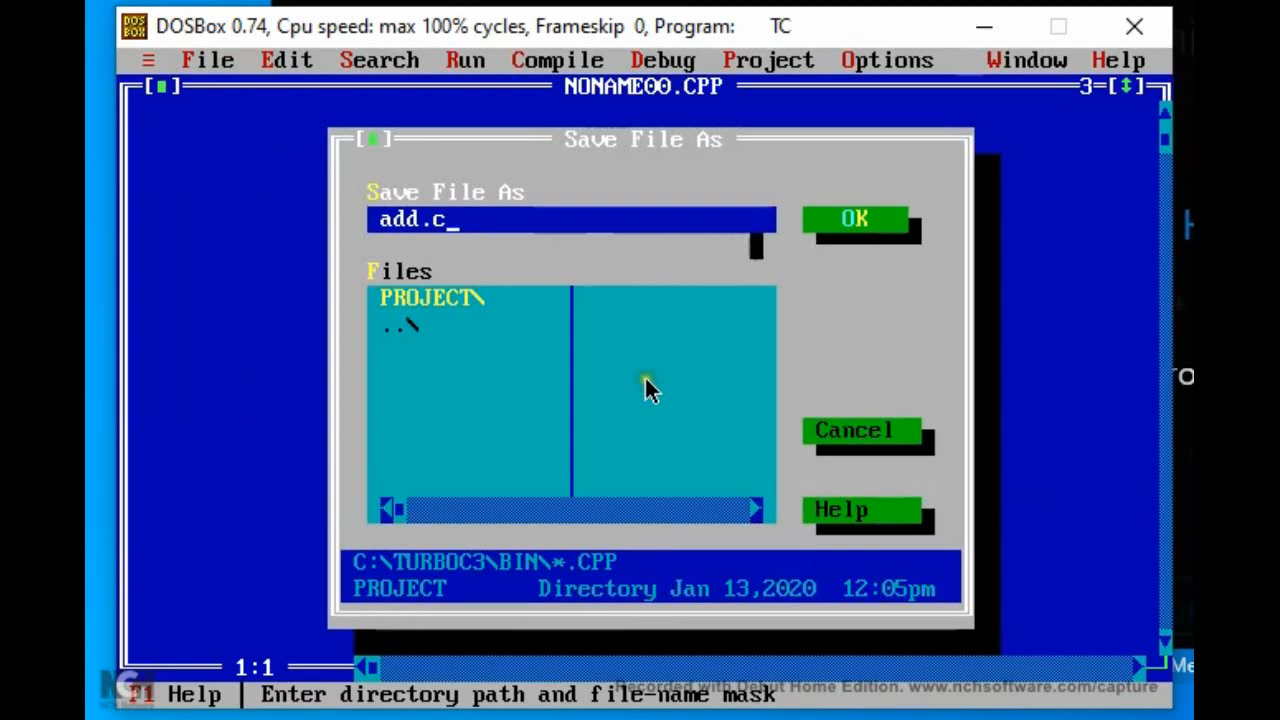 DOSBox 0.74, Cpu speed: max 100% cycles, Frameskip 0, Program: TC
≡ File Edit Search Run Compile Debug Project Options Window Help
NONAME00.CPP 3=[↕]
Save File As
Save File As
add.c_
OK
Files
PROJECT\
..\
Cancel
Help
C:\TURBOC3\BIN\*.CPP
PROJECT Directory Jan 13,2020 12:05pm
1:1
F1 Help | Enter directory path and file-name mask
Recorded with Debut Home Edition. www.nchsoftware.com/capture